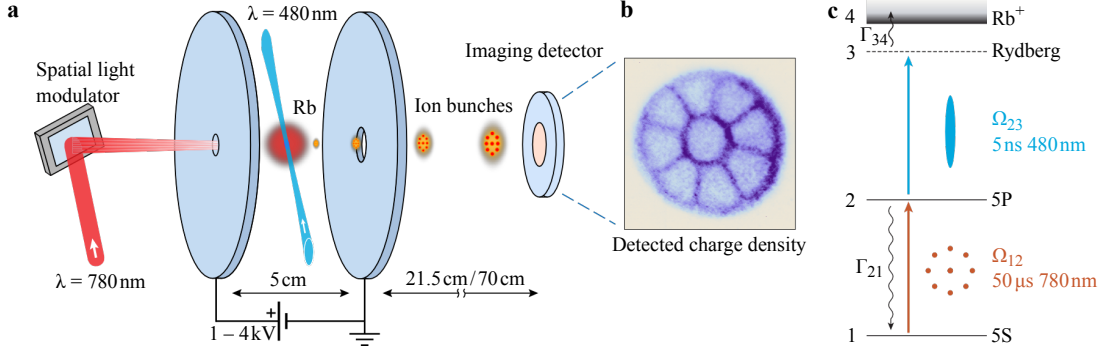 a
λ = 480 nm
b
c
Spatial light
modulator
Rb
Ion bunches
Imaging detector
λ = 780 nm
5 cm
21.5 cm / 70 cm
+
1 – 4 kV
Detected charge density
4
Rb⁺
Γ₃₄
3
Rydberg
Ω₂₃
5 ns 480 nm
2
5P
Γ₂₁
Ω₁₂
50 μs 780 nm
1
5S